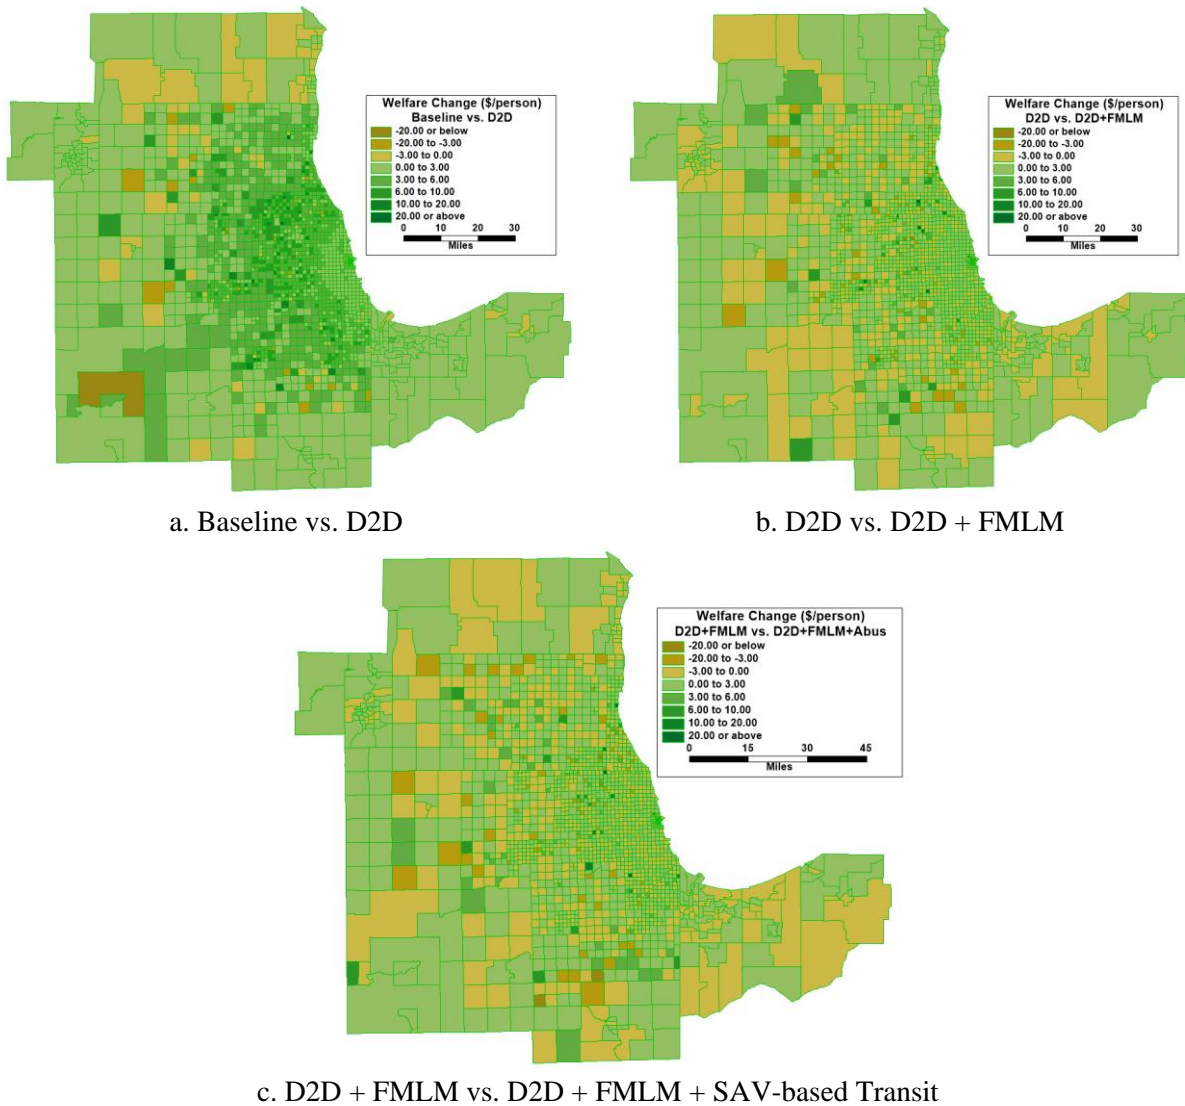 Welfare Change ($/person)
Baseline vs. D2D
-20.00 or below
-20.00 to -3.00
-3.00 to 0.00
0.00 to 3.00
3.00 to 6.00
6.00 to 10.00
10.00 to 20.00
20.00 or above
0 10 20 30
Miles
Welfare Change ($/person)
D2D vs. D2D+FMLM
-20.00 or below
-20.00 to -3.00
-3.00 to 0.00
0.00 to 3.00
3.00 to 6.00
6.00 to 10.00
10.00 to 20.00
20.00 or above
0 10 20 30
Miles
a. Baseline vs. D2D
b. D2D vs. D2D + FMLM
Welfare Change ($/person)
D2D+FMLM vs. D2D+FMLM+Abus
-20.00 or below
-20.00 to -3.00
-3.00 to 0.00
0.00 to 3.00
3.00 to 6.00
6.00 to 10.00
10.00 to 20.00
20.00 or above
0 15 30 45
Miles
c. D2D + FMLM vs. D2D + FMLM + SAV-based Transit